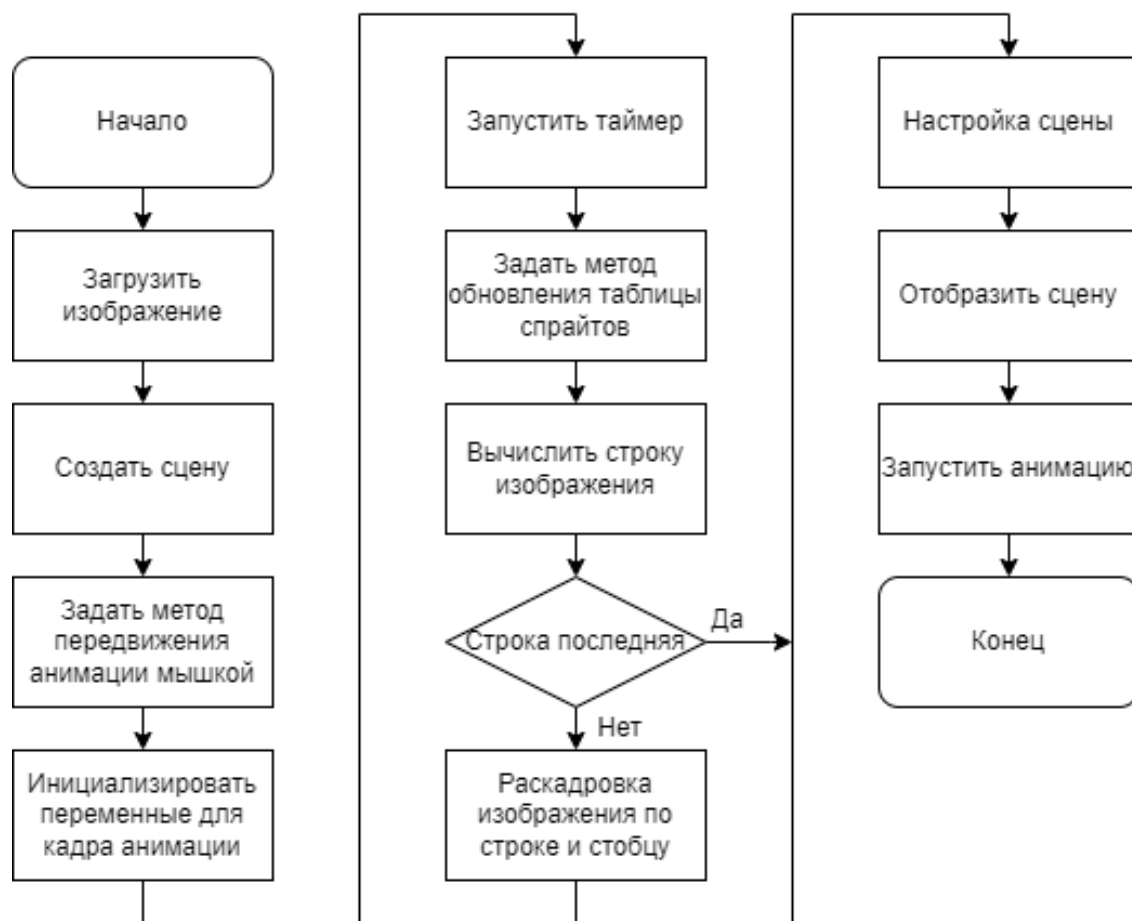 Начало
Загрузить
изображение
Создать сцену
Задать метод
передвижения
анимации мышкой
Инициализировать
переменные для
кадра анимации
Запустить таймер
Задать метод
обновления таблицы
спрайтов
Вычислить строку
изображения
Строка последняя
Да
Нет
Раскадровка
изображения по
строке и стобцу
Настройка сцены
Отобразить сцену
Запустить анимацию
Конец